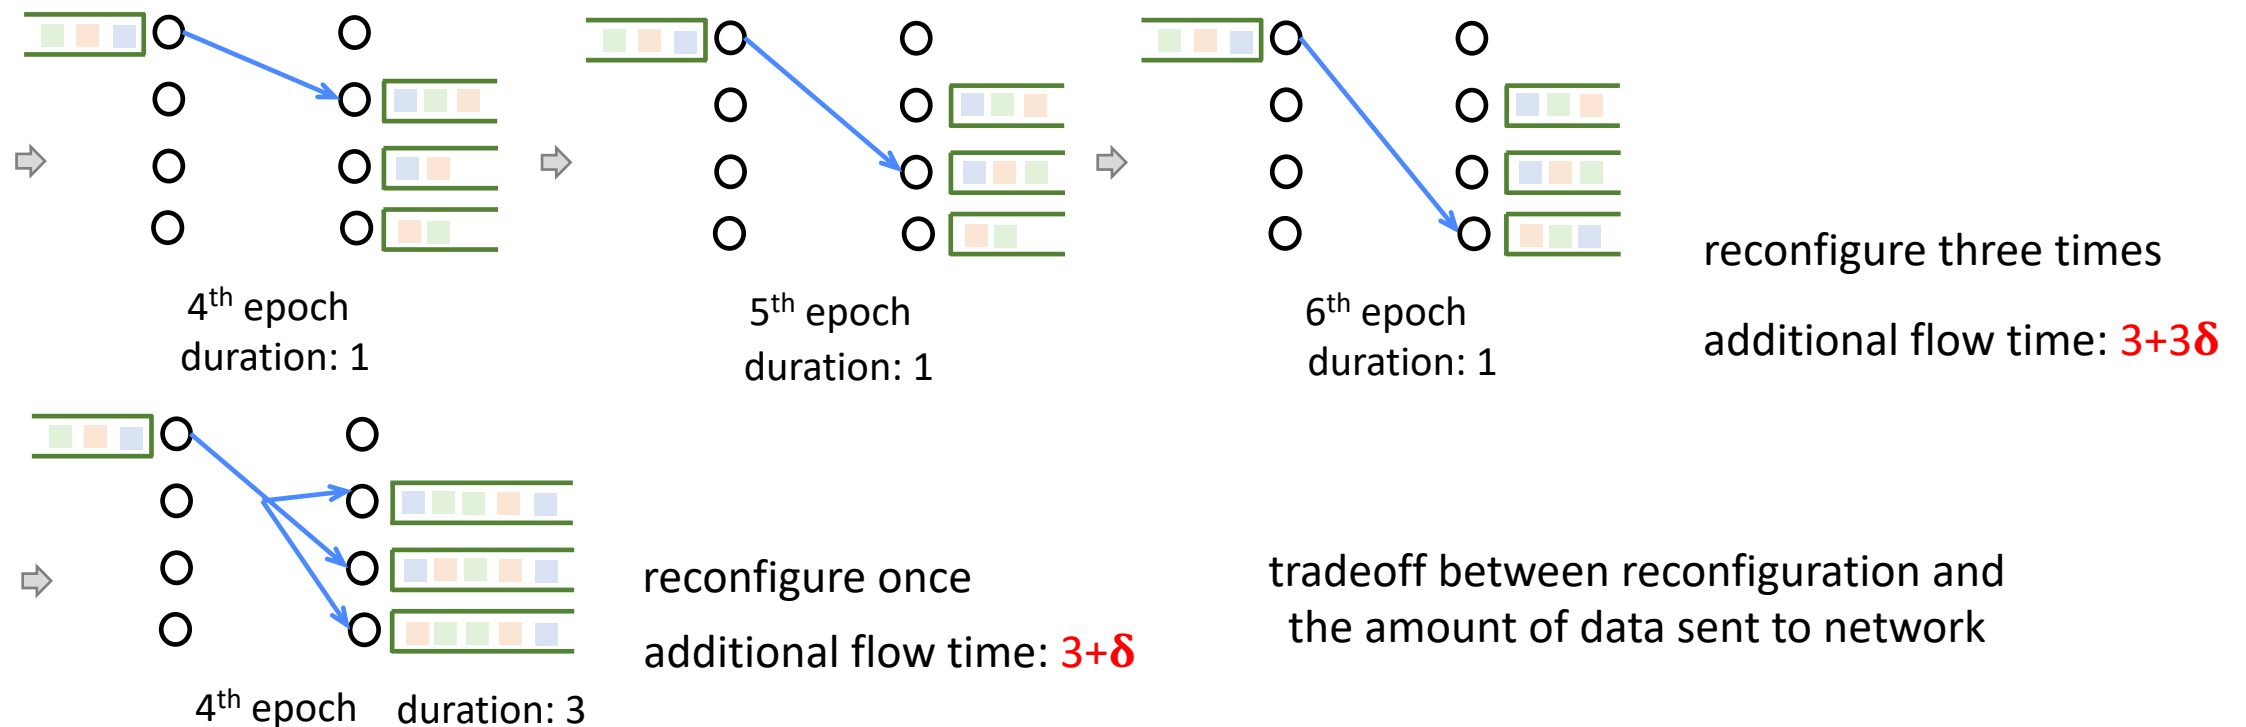 4th epoch
duration: 1
5th epoch
duration: 1
6th epoch
duration: 1
reconfigure three times
additional flow time: 3+3δ
4th epoch duration: 3
reconfigure once
additional flow time: 3+δ
tradeoff between reconfiguration and
the amount of data sent to network